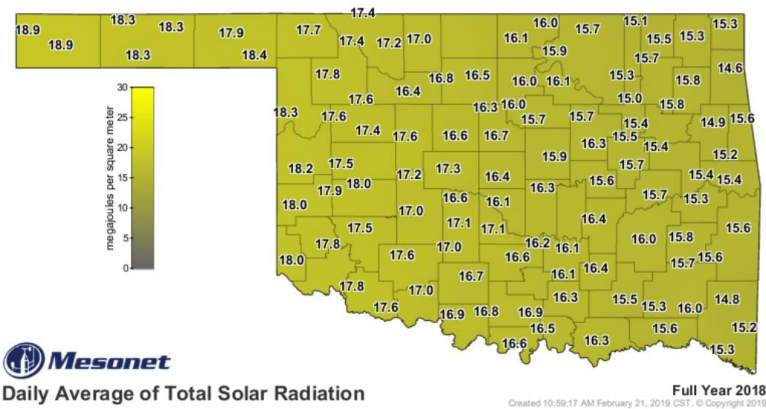 17.4
18.9 18.3 18.3 17.9 17.7 16.0 15.7 15.1 15.3
18.9 18.3 18.4 17.4 17.2 17.0 16.1 15.9 15.5 15.3
15.7
17.8 16.8 16.5 16.0 16.1 15.3 15.8 14.6
30
17.6 16.4 15.0 15.8
18.3 17.6 16.3 16.0 15.7 15.7 15.4 14.9 15.6
25
17.4 17.6 16.6 16.7 16.3 15.5 15.4
20
18.2 17.5 17.3 15.9 15.7 15.2
15
17.9 18.0 17.2 16.4 16.3 15.6 15.4 15.4
10
18.0 17.0 16.6 16.1 15.7 15.3
5
17.5 17.1 17.1 16.4 15.6
0
megajoules per square meter
17.8 17.6 17.0 16.2 16.1 16.0 15.8
18.0 16.6 16.4 15.7 15.6
16.7 16.1
17.8 17.0 16.3 15.5 15.3 16.0 14.8
17.6 16.9 16.8 16.9
16.5 15.6 15.2
16.6 16.3 15.3
Mesonet
Daily Average of Total Solar Radiation
Full Year 2018
Created 10:59:17 AM February 21, 2019 CST. © Copyright 2019